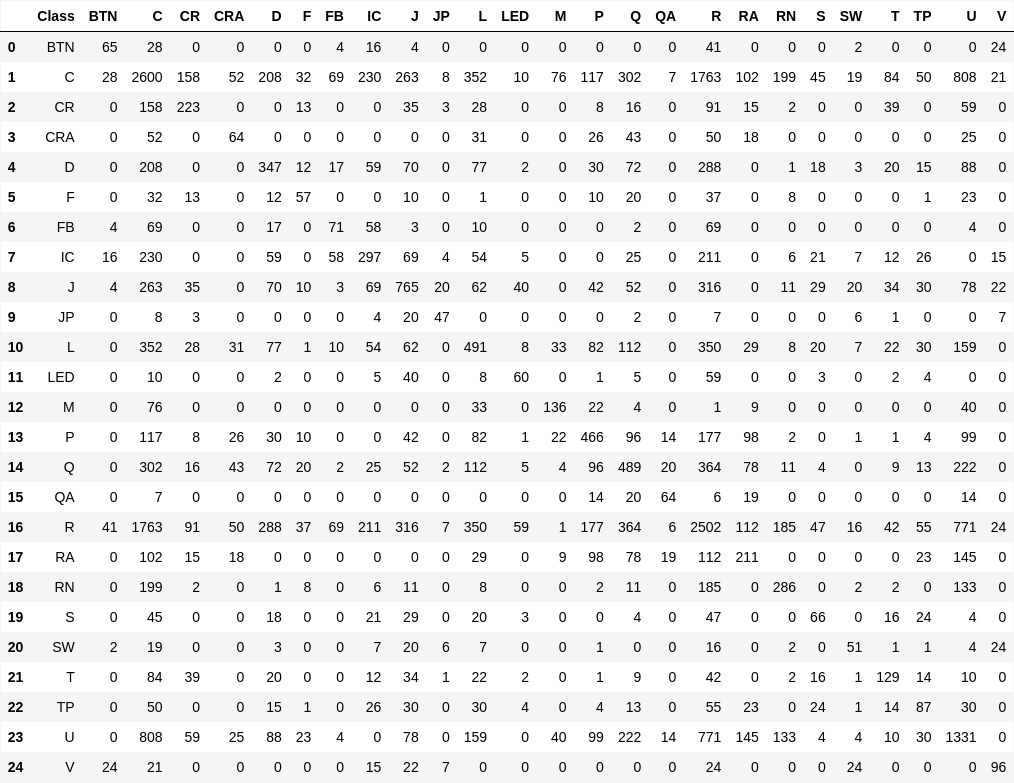 Class BTN C CR CRA D F FB IC J JP L LED M P Q QA R RA RN S SW T TP U V
0 BTN 65 28 0 0 0 0 4 16 4 0 0 0 0 0 0 0 41 0 0 0 2 0 0 0 24
1 C 28 2600 158 52 208 32 69 230 263 8 352 10 76 117 302 7 1763 102 199 45 19 84 50 808 21
2 CR 0 158 223 0 0 13 0 0 35 3 28 0 0 8 16 0 91 15 2 0 0 39 0 59 0
3 CRA 0 52 0 64 0 0 0 0 0 0 31 0 0 26 43 0 50 18 0 0 0 0 0 25 0
4 D 0 208 0 0 347 12 17 59 70 0 77 2 0 30 72 0 288 0 1 18 3 20 15 88 0
5 F 0 32 13 0 12 57 0 0 10 0 1 0 0 10 20 0 37 0 8 0 0 0 1 23 0
6 FB 4 69 0 0 17 0 71 58 3 0 10 0 0 0 2 0 69 0 0 0 0 0 0 4 0
7 IC 16 230 0 0 59 0 58 297 69 4 54 5 0 0 25 0 211 0 6 21 7 12 26 0 15
8 J 4 263 35 0 70 10 3 69 765 20 62 40 0 42 52 0 316 0 11 29 20 34 30 78 22
9 JP 0 8 3 0 0 0 0 4 20 47 0 0 0 0 2 0 7 0 0 0 6 1 0 0 7
10 L 0 352 28 31 77 1 10 54 62 0 491 8 33 82 112 0 350 29 8 20 7 22 30 159 0
11 LED 0 10 0 0 2 0 0 5 40 0 8 60 0 1 5 0 59 0 0 3 0 2 4 0 0
12 M 0 76 0 0 0 0 0 0 0 0 33 0 136 22 4 0 1 9 0 0 0 0 0 40 0
13 P 0 117 8 26 30 10 0 0 42 0 82 1 22 466 96 14 177 98 2 0 1 1 4 99 0
14 Q 0 302 16 43 72 20 2 25 52 2 112 5 4 96 489 20 364 78 11 4 0 9 13 222 0
15 QA 0 7 0 0 0 0 0 0 0 0 0 0 0 14 20 64 6 19 0 0 0 0 0 14 0
16 R 41 1763 91 50 288 37 69 211 316 7 350 59 1 177 364 6 2502 112 185 47 16 42 55 771 24
17 RA 0 102 15 18 0 0 0 0 0 0 29 0 9 98 78 19 112 211 0 0 0 0 23 145 0
18 RN 0 199 2 0 1 8 0 6 11 0 8 0 0 2 11 0 185 0 286 0 2 2 0 133 0
19 S 0 45 0 0 18 0 0 21 29 0 20 3 0 0 4 0 47 0 0 66 0 16 24 4 0
20 SW 2 19 0 0 3 0 0 7 20 6 7 0 0 1 0 0 16 0 2 0 51 1 1 4 24
21 T 0 84 39 0 20 0 0 12 34 1 22 2 0 1 9 0 42 0 2 16 1 129 14 10 0
22 TP 0 50 0 0 15 1 0 26 30 0 30 4 0 4 13 0 55 23 0 24 1 14 87 30 0
23 U 0 808 59 25 88 23 4 0 78 0 159 0 40 99 222 14 771 145 133 4 4 10 30 1331 0
24 V 24 21 0 0 0 0 0 15 22 7 0 0 0 0 0 0 24 0 0 0 24 0 0 0 96